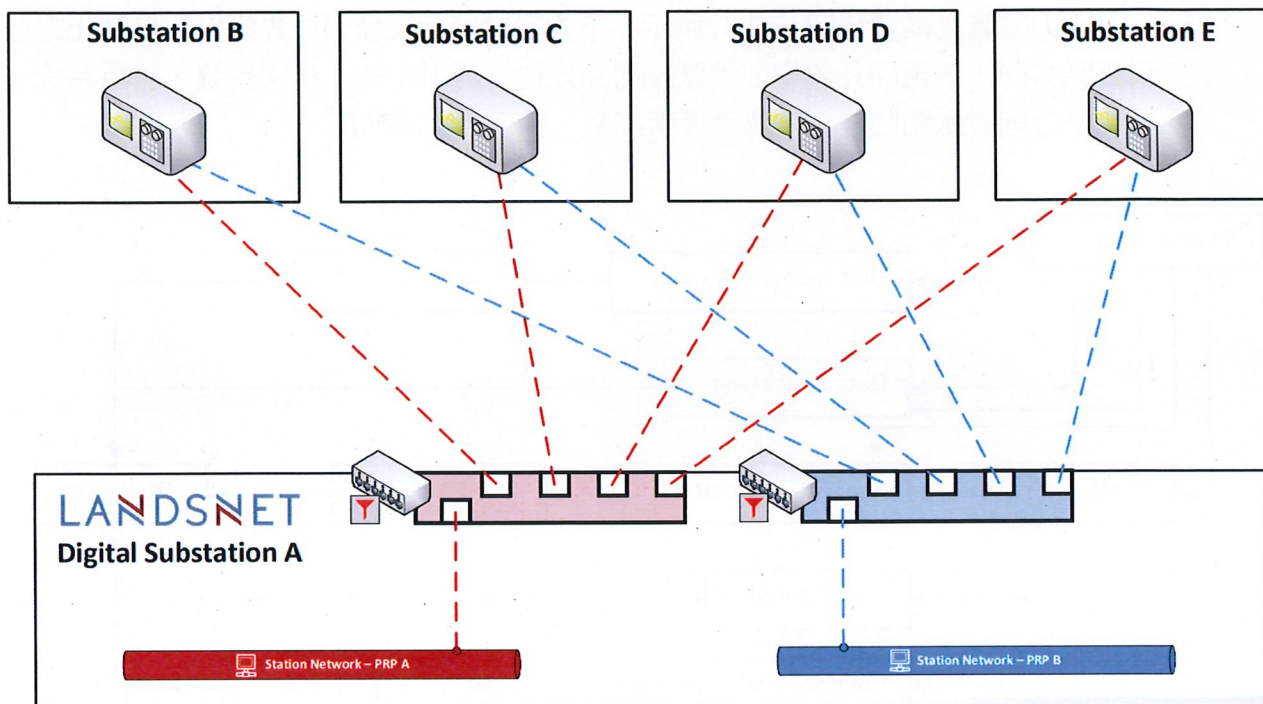 Substation B
Substation C
Substation D
Substation E
LANDSNET
Digital Substation A
Station Network – PRP A
Station Network – PRP B